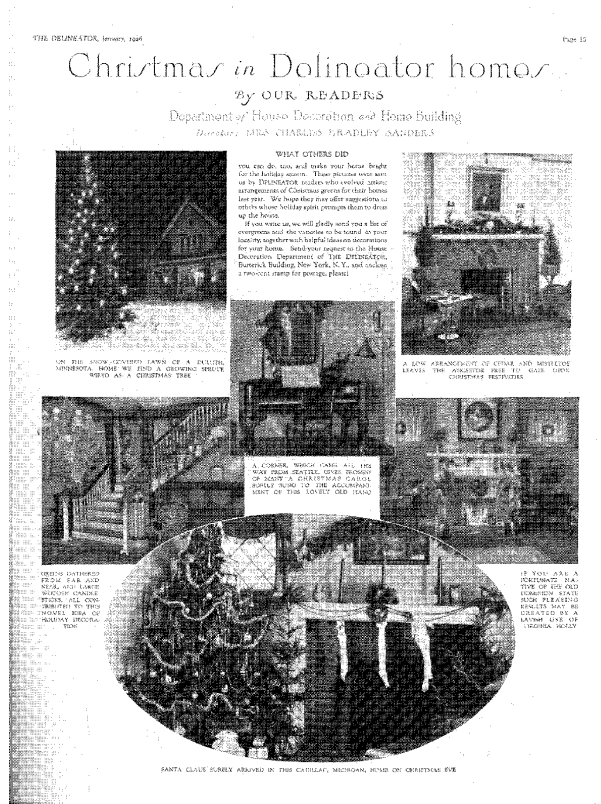 THE DELINEATOR, January, 1926
Page 15
Christmas in Delineator homes
By OUR READERS
Department of House Decoration and Home Building
Director, MRS CHARLES BRADLEY SANDERS
WHAT OTHERS DID
you can do, too, and make your home bright
for the holiday season. These pictures were sent
us by DELINEATOR readers who evolved artistic
arrangements of Christmas greens for their homes
last year. We hope they may offer suggestions to
others whose holiday spirit prompts them to dress
up the house.
If you write us, we will gladly send you a list of
evergreens and the varieties to be found in your
locality, together with helpful ideas on decorations
for your home. Send your request to the House
Decoration Department of THE DELINEATOR,
Butterick Building, New York, N. Y., and enclose
a two-cent stamp for postage, please!
ON THE SNOW-COVERED LAWN OF A DULUTH,
MINNESOTA, HOME WE FIND A GROWING SPRUCE
WIRED AS A CHRISTMAS TREE
A LOW ARRANGEMENT OF CEDAR AND MISTLETOE
LEAVES THE ANCESTOR FREE TO GAZE UPON
CHRISTMAS FESTIVITIES
A CORNER, WHICH CAME ALL THE
WAY FROM SEATTLE, GIVES PROMISE
OF MANY A CHRISTMAS CAROL
SOFTLY SUNG TO THE ACCOMPANI-
MENT OF THIS LOVELY OLD PIANO
GREENS GATHERED
FROM FAR AND
NEAR, AND LARGE
WOODEN CANDLE-
STICKS, ALL CON-
TRIBUTED TO THIS
NOVEL IDEA OF
HOLIDAY DECORA-
TION
IF YOU ARE A
FORTUNATE NA-
TIVE OF THE OLD
DOMINION STATE
SUCH PLEASING
RESULTS MAY BE
CREATED BY A
LAVISH USE OF
VIRGINIA HOLLY
SANTA CLAUS SURELY ARRIVED IN THIS CADILLAC, MICHIGAN, HOME ON CHRISTMAS EVE